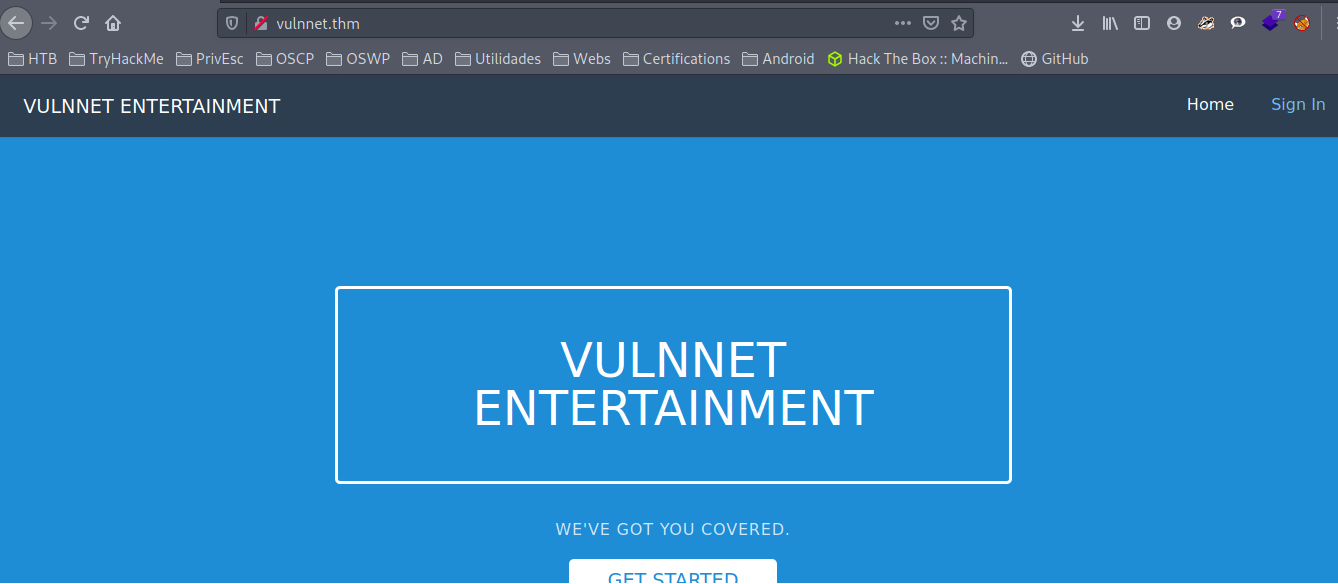 vulnnet.thm
7
HTB TryHackMe PrivEsc OSCP OSWP AD Utilidades Webs Certifications Android Hack The Box :: Machin... GitHub
VULNNET ENTERTAINMENT Home Sign In
VULNNET
ENTERTAINMENT
WE'VE GOT YOU COVERED.
GET STARTED